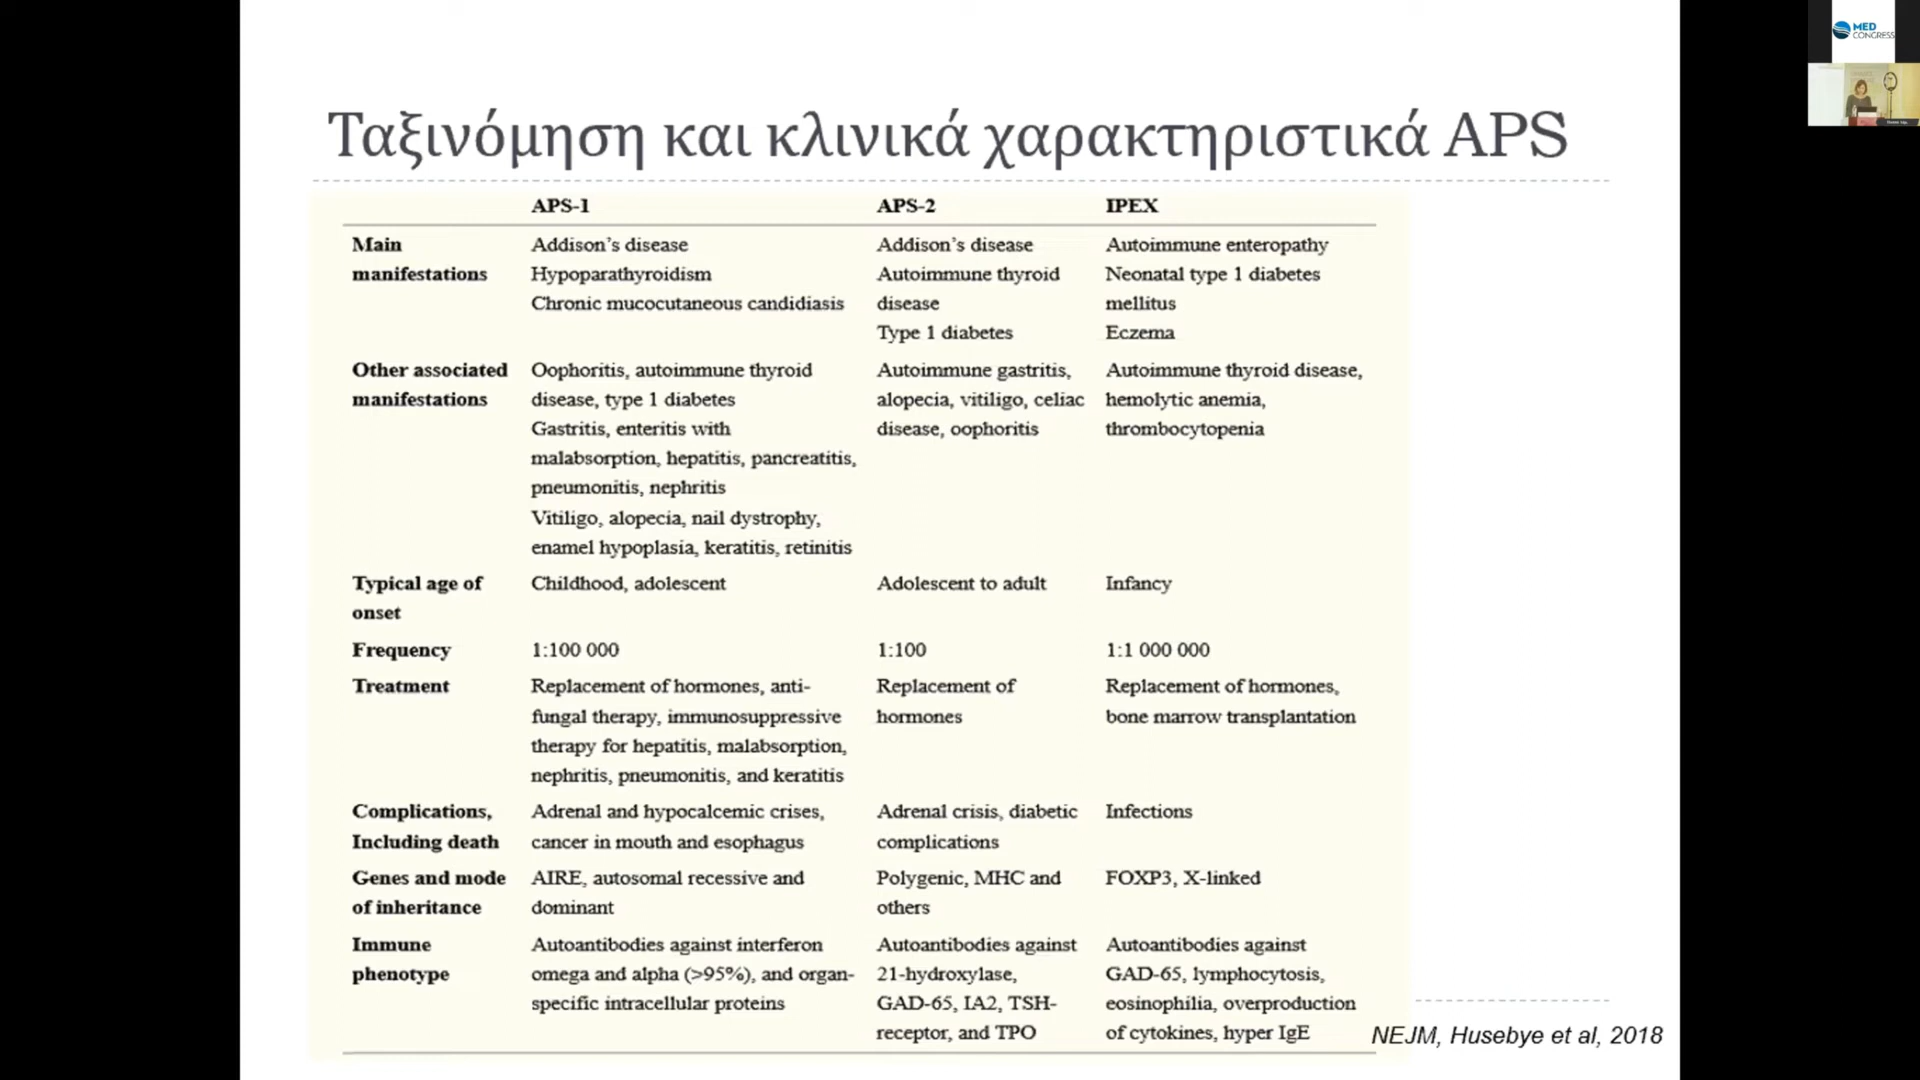 MED
CONGRESS
Ταξινόμηση και κλινικά χαρακτηριστικά APS
APS-1 APS-2 IPEX
Main manifestations
Addison's disease
Hypoparathyroidism
Chronic mucocutaneous candidiasis
Addison's disease
Autoimmune thyroid
disease
Type 1 diabetes
Autoimmune enteropathy
Neonatal type 1 diabetes
mellitus
Eczema
Other associated
manifestations
Oophoritis, autoimmune thyroid
disease, type 1 diabetes
Gastritis, enteritis with
malabsorption, hepatitis, pancreatitis,
pneumonitis, nephritis
Vitiligo, alopecia, nail dystrophy,
enamel hypoplasia, keratitis, retinitis
Autoimmune gastritis,
alopecia, vitiligo, celiac
disease, oophoritis
Autoimmune thyroid disease,
hemolytic anemia,
thrombocytopenia
Typical age of
onset
Childhood, adolescent
Adolescent to adult
Infancy
Frequency
1:100 000
1:100
1:1 000 000
Treatment
Replacement of hormones, anti-
fungal therapy, immunosuppressive
therapy for hepatitis, malabsorption,
nephritis, pneumonitis, and keratitis
Replacement of
hormones
Replacement of hormones,
bone marrow transplantation
Complications,
Including death
Adrenal and hypocalcemic crises,
cancer in mouth and esophagus
Adrenal crisis, diabetic
complications
Infections
Genes and mode
of inheritance
AIRE, autosomal recessive and
dominant
Polygenic, MHC and
others
FOXP3, X-linked
Immune
phenotype
Autoantibodies against interferon
omega and alpha (>95%), and organ-
specific intracellular proteins
Autoantibodies against
21-hydroxylase,
GAD-65, IA2, TSH-
receptor, and TPO
Autoantibodies against
GAD-65, lymphocytosis,
eosinophilia, overproduction
of cytokines, hyper IgE
NEJM, Husebye et al, 2018